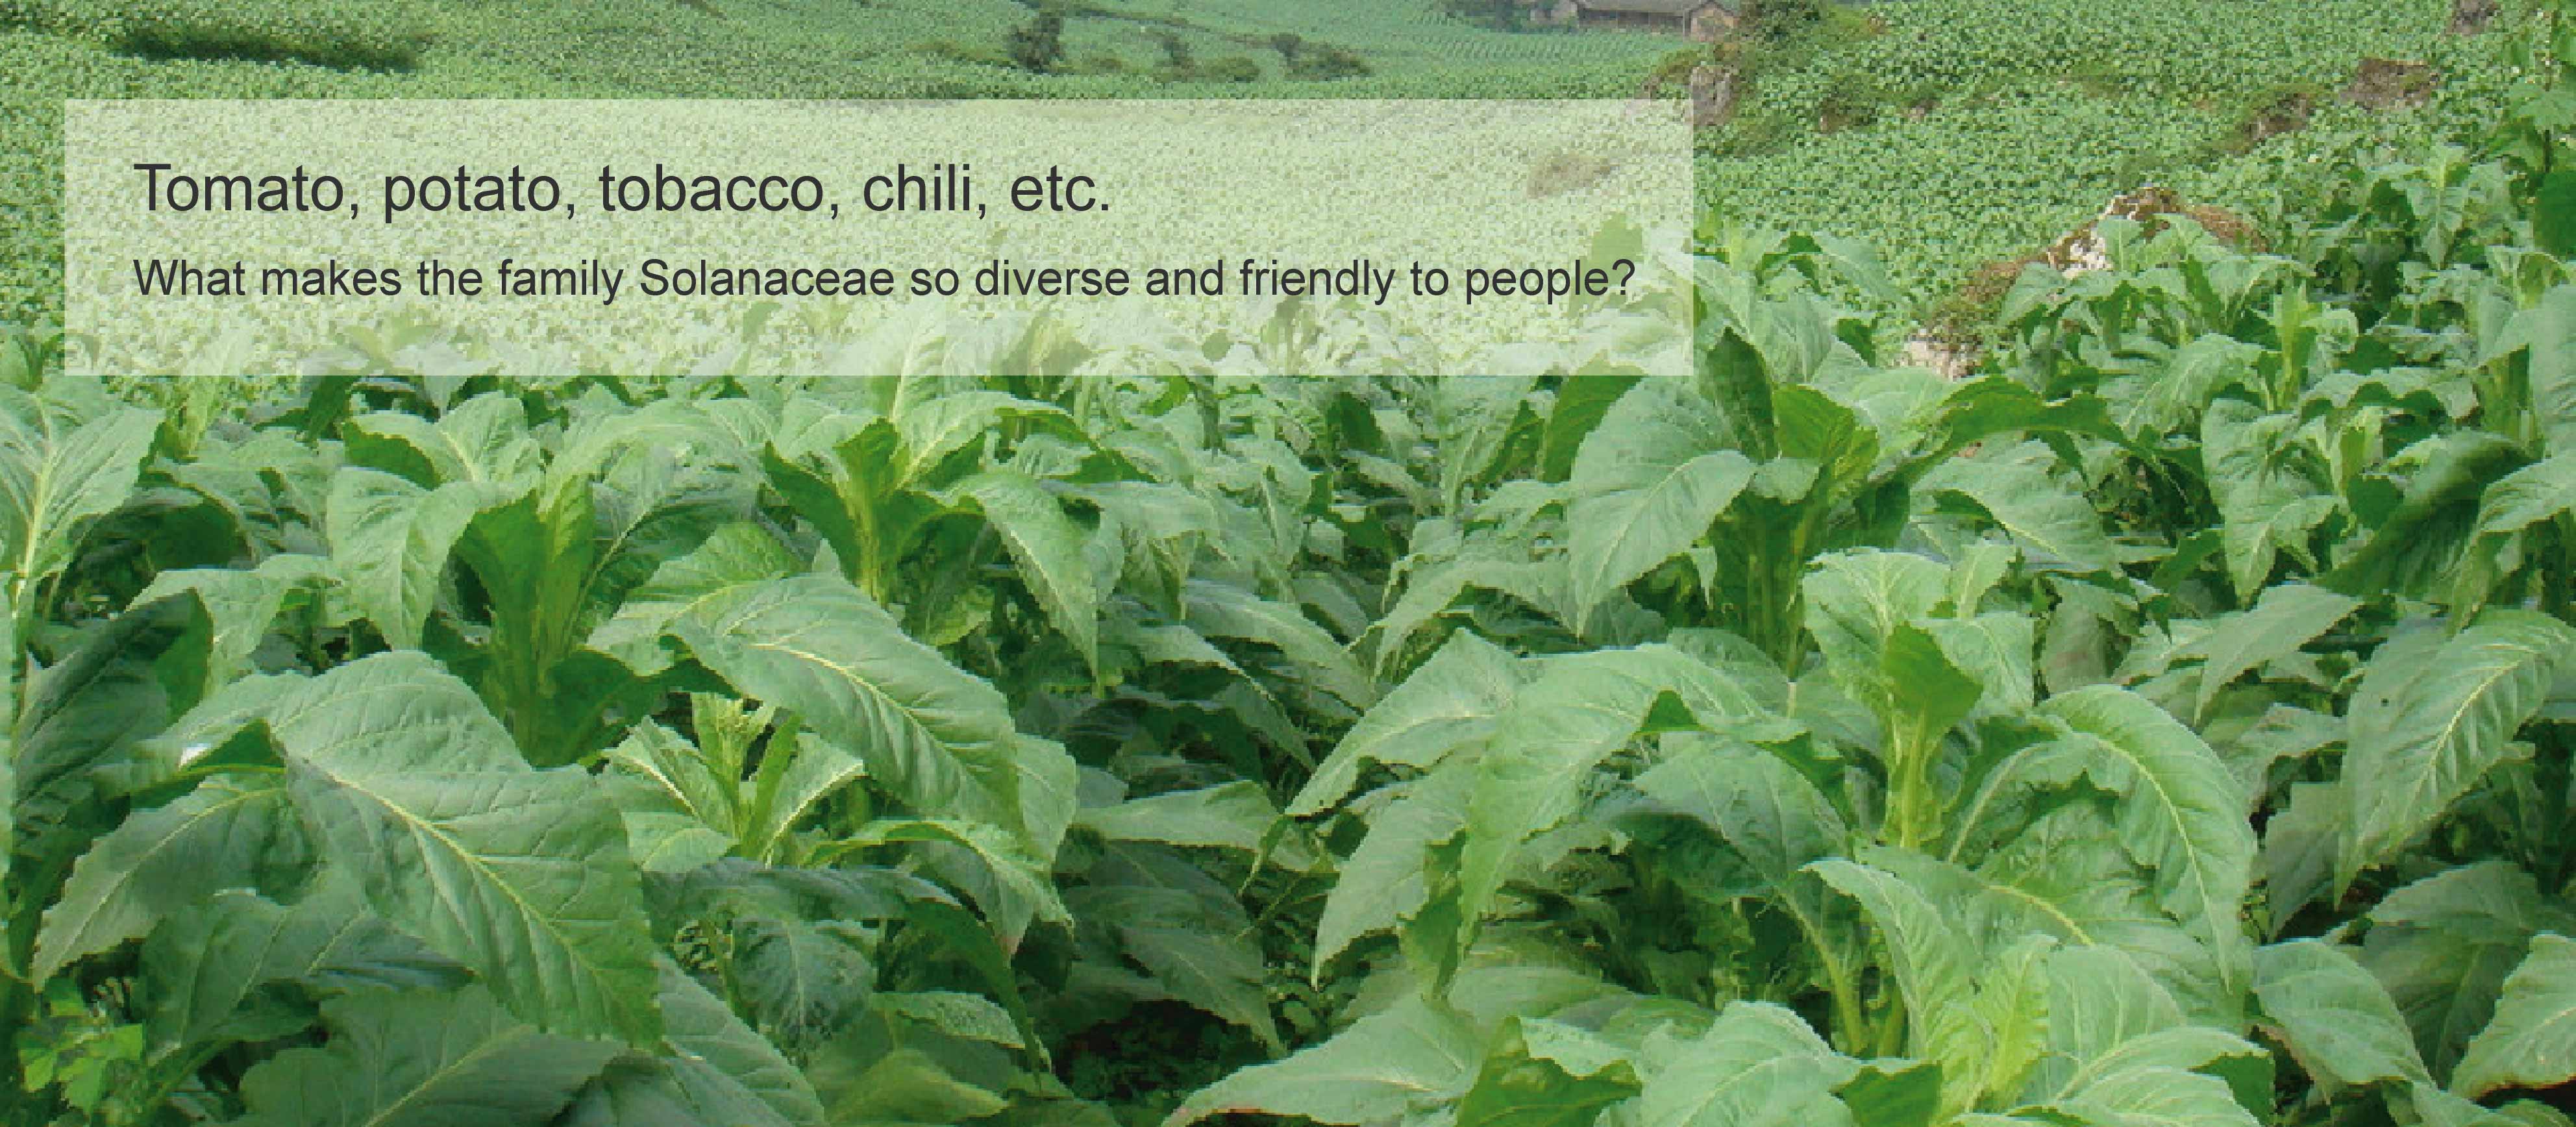 Tomato, potato, tobacco, chili, etc.
What makes the family Solanaceae so diverse and friendly to people?